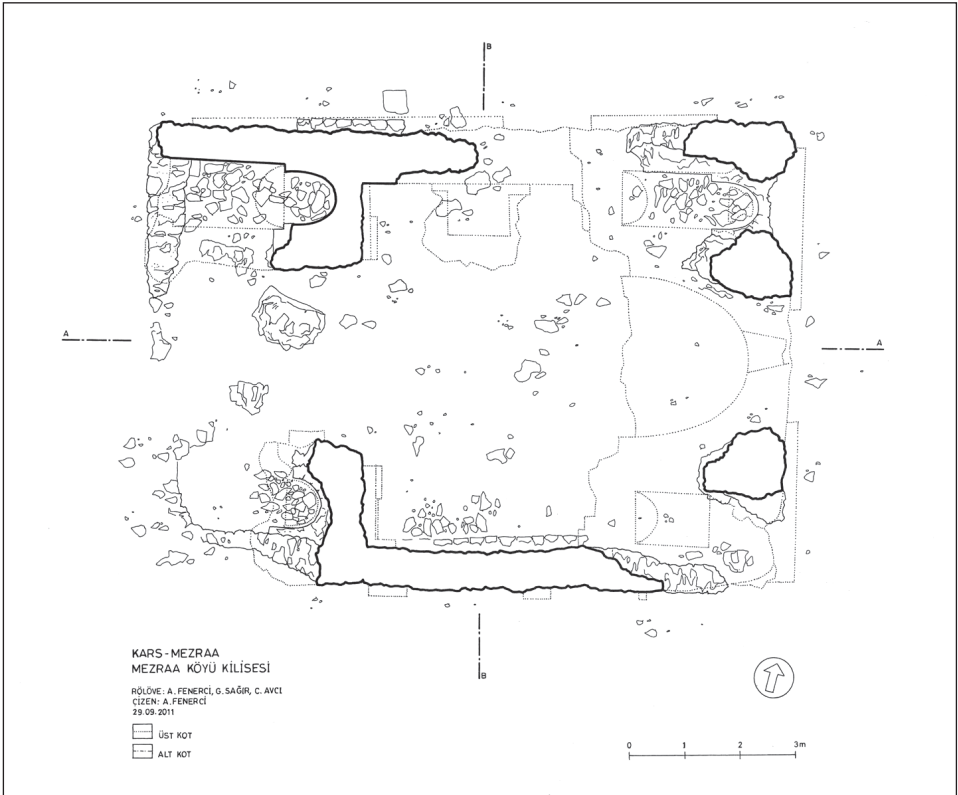 B
A
A
B
KARS-MEZRAA
MEZRAA KÖYÜ KİLİSESİ
RÖLÖVE: A. FENERCİ, G. SAĞIR, C. AVCI
ÇİZEN: A. FENERCİ
29.09.2011
ÜST KOT
ALT KOT
0 1 2 3m